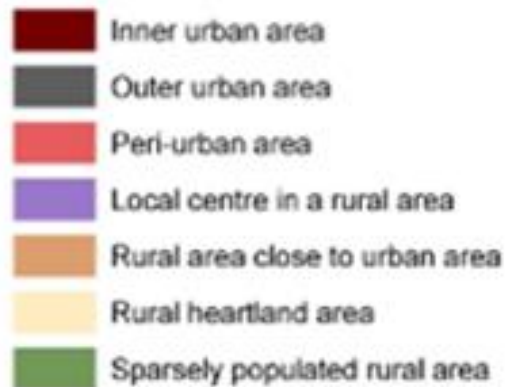 Inner urban area
Outer urban area
Peri-urban area
Local centre in a rural area
Rural area close to urban area
Rural heartland area
Sparsely populated rural area